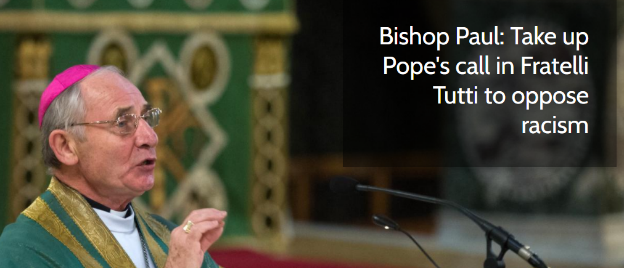 Bishop Paul: Take up
Pope's call in Fratelli
Tutti to oppose
racism